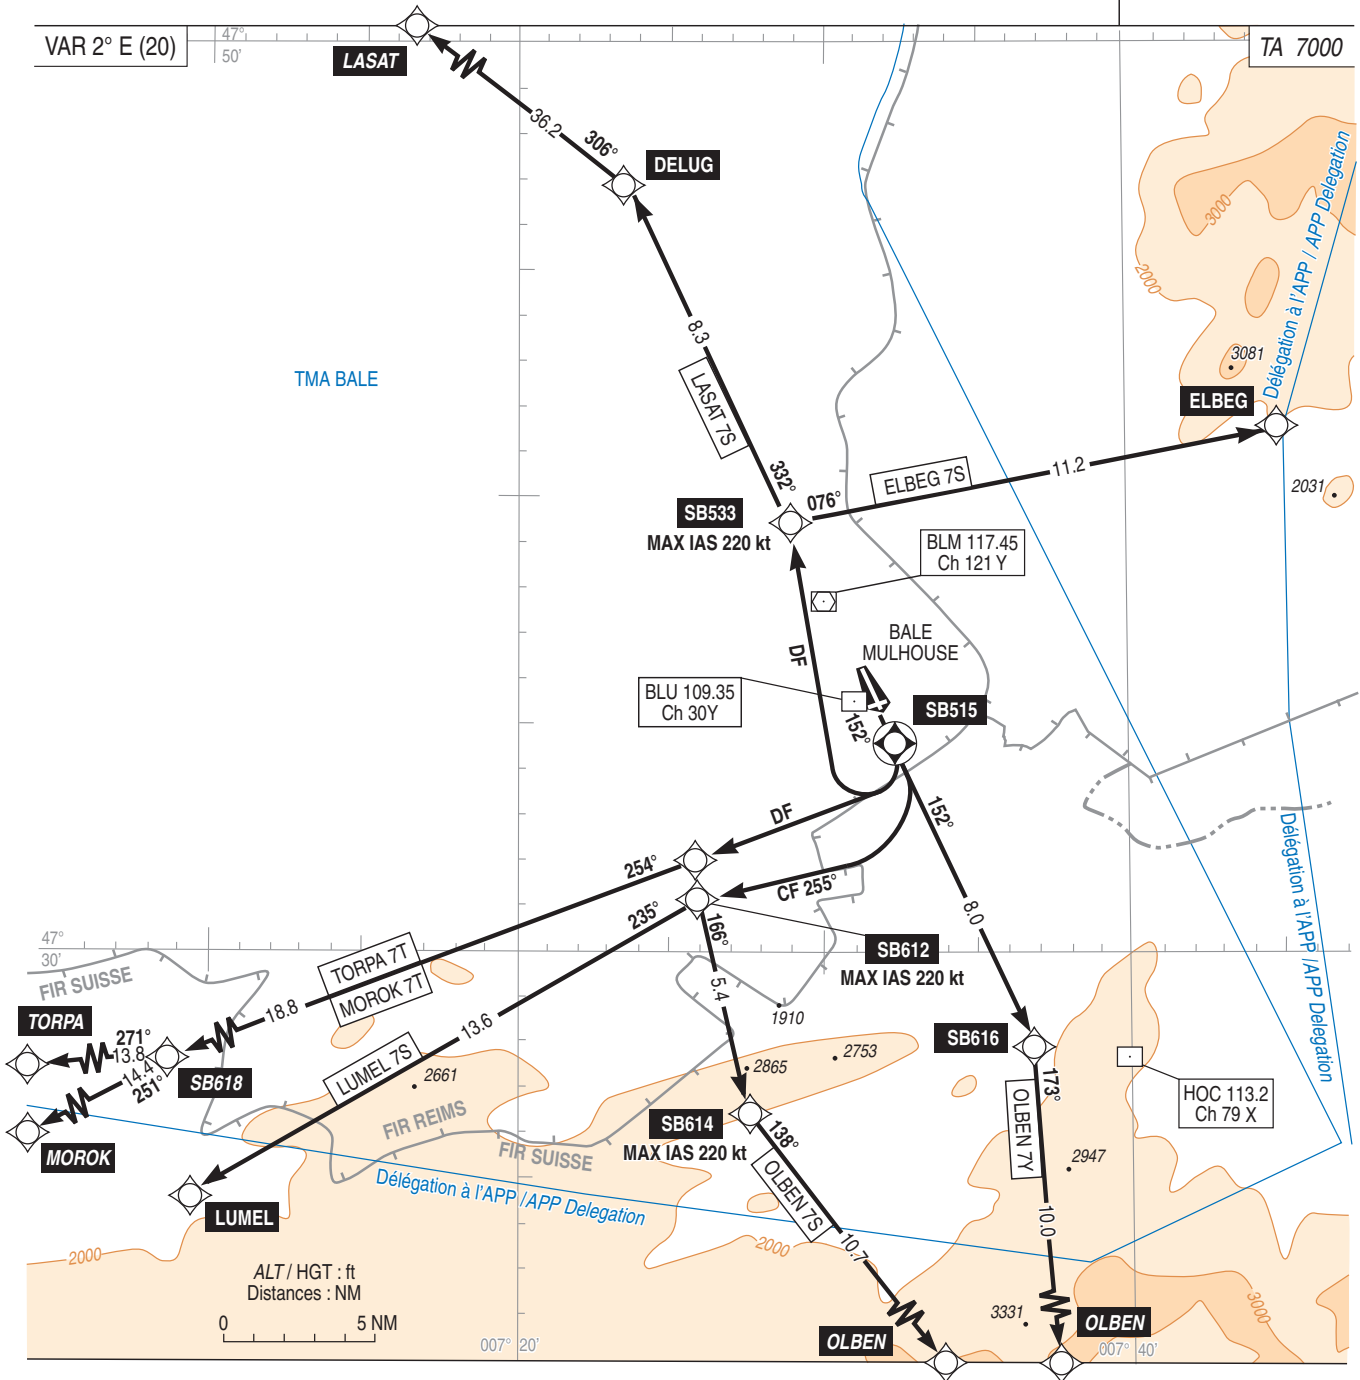 VAR 2° E (20)
47°
50'
TA 7000
LASAT
36.2
306°
DELUG
3000
2000
Délégation à l'APP / APP Delegation
8.3
3081
TMA BALE
LASAT 7S
ELBEG
332°
076°
ELBEG 7S
11.2
2031
SB533
MAX IAS 220 kt
BLM 117.45
Ch 121 Y
DF
BALE
MULHOUSE
BLU 109.35
Ch 30Y
152°
SB515
DF
152°
254°
CF 255°
235°
166°
8.0
Délégation à l'APP /APP Delegation
47°
30'
FIR SUISSE
TORPA 7T
MOROK 7T
SB612
MAX IAS 220 kt
5.4
18.8
1910
TORPA
271°
13.8
14.4
251°
SB618
13.6
LUMEL 7S
2661
2865
2753
SB616
173°
HOC 113.2
Ch 79 X
MOROK
FIR REIMS
FIR SUISSE
SB614
MAX IAS 220 kt
138°
OLBEN 7S
OLBEN 7Y
2947
LUMEL
Délégation à l'APP /APP Delegation
10.0
10.7
2000
2000
ALT / HGT : ft
Distances : NM
0
5 NM
3331
3000
OLBEN
OLBEN
007° 20'
007° 40'